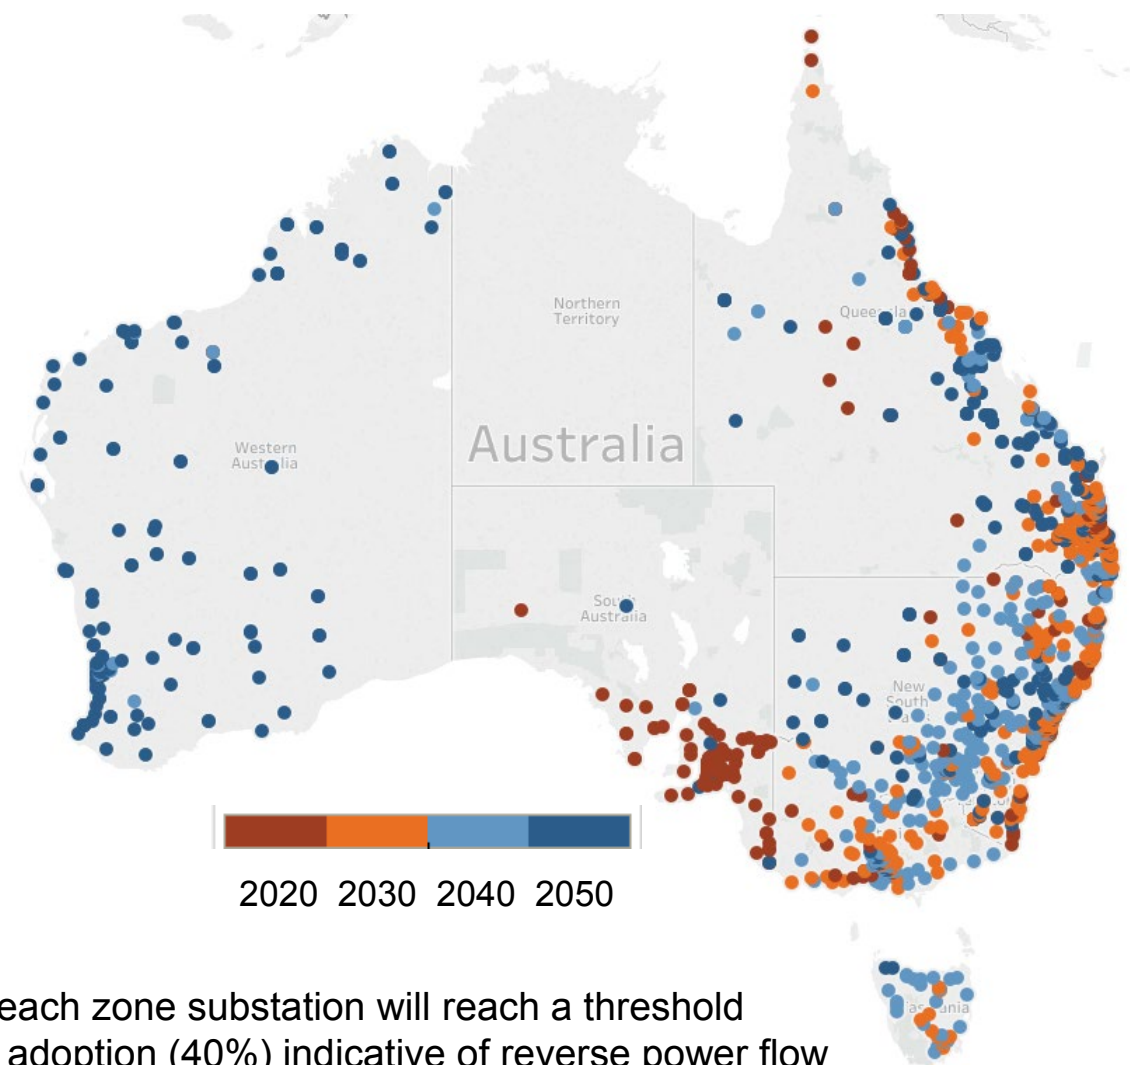 Northern
Territory
Australia
Western
Australia
South
Australia
New
South
2020 2030 2040 2050
each zone substation will reach a threshold
adoption (40%) indicative of reverse power flow